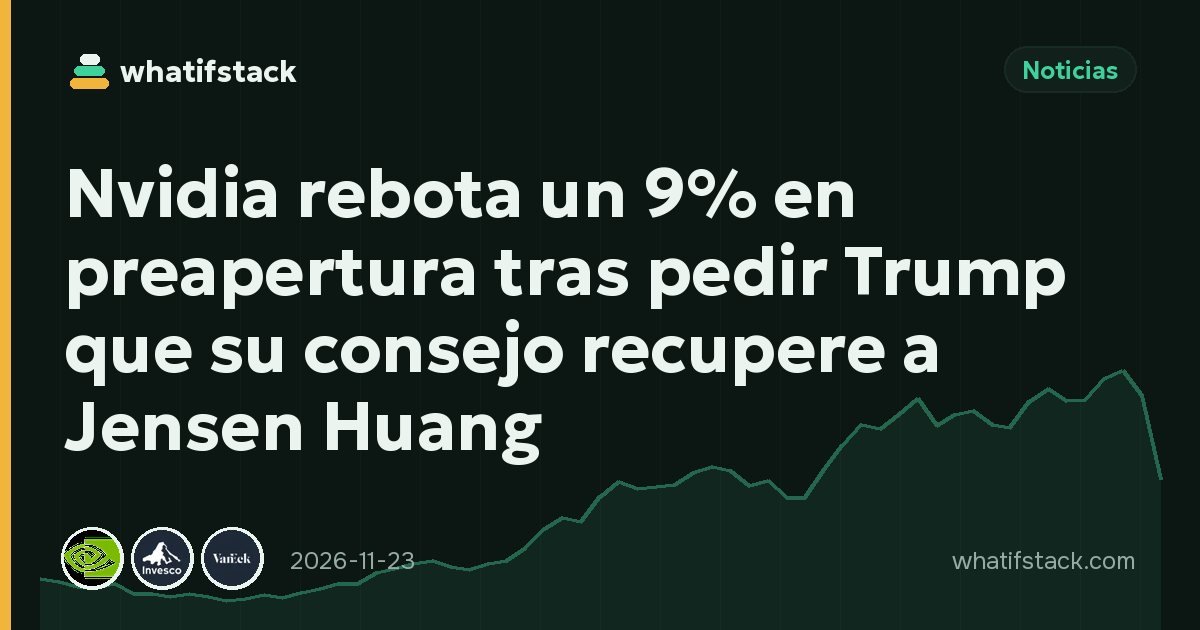 whatifstack
Noticias
Nvidia rebota un 9% en
preapertura tras pedir Trump
que su consejo recupere a
Jensen Huang
Invesco
VanEck
2026-11-23
whatifstack.com